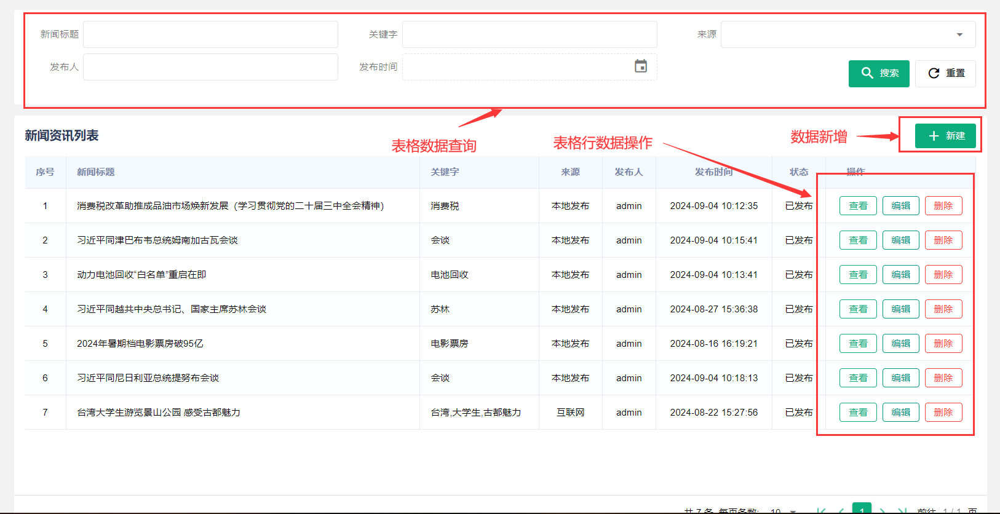 新闻标题 关键字 来源
发布人 发布时间 搜索 重置
表格数据查询 表格行数据操作 数据新增
新闻资讯列表 新建
序号 新闻标题 关键字 来源 发布人 发布时间 状态 操作
1 消费税改革助推成品油市场焕新发展（学习贯彻党的二十届三中全会精神） 消费税 本地发布 admin 2024-09-04 10:12:35 已发布 查看 编辑 删除
2 习近平同津巴布韦总统姆南加古瓦会谈 会谈 本地发布 admin 2024-09-04 10:15:41 已发布 查看 编辑 删除
3 动力电池回收“白名单”重启在即 电池回收 本地发布 admin 2024-09-04 10:13:41 已发布 查看 编辑 删除
4 习近平同越共中央总书记、国家主席苏林会谈 苏林 本地发布 admin 2024-08-27 15:36:38 已发布 查看 编辑 删除
5 2024年暑期档电影票房破95亿 电影票房 本地发布 admin 2024-08-16 16:19:21 已发布 查看 编辑 删除
6 习近平同尼日利亚总统提努布会谈 会谈 本地发布 admin 2024-09-04 10:18:13 已发布 查看 编辑 删除
7 台湾大学生游览景山公园 感受古都魅力 台湾,大学生,古都魅力 互联网 admin 2024-08-22 15:27:56 已发布 查看 编辑 删除
共 7 条 每页条数: 10 1 前往 1 / 1 页